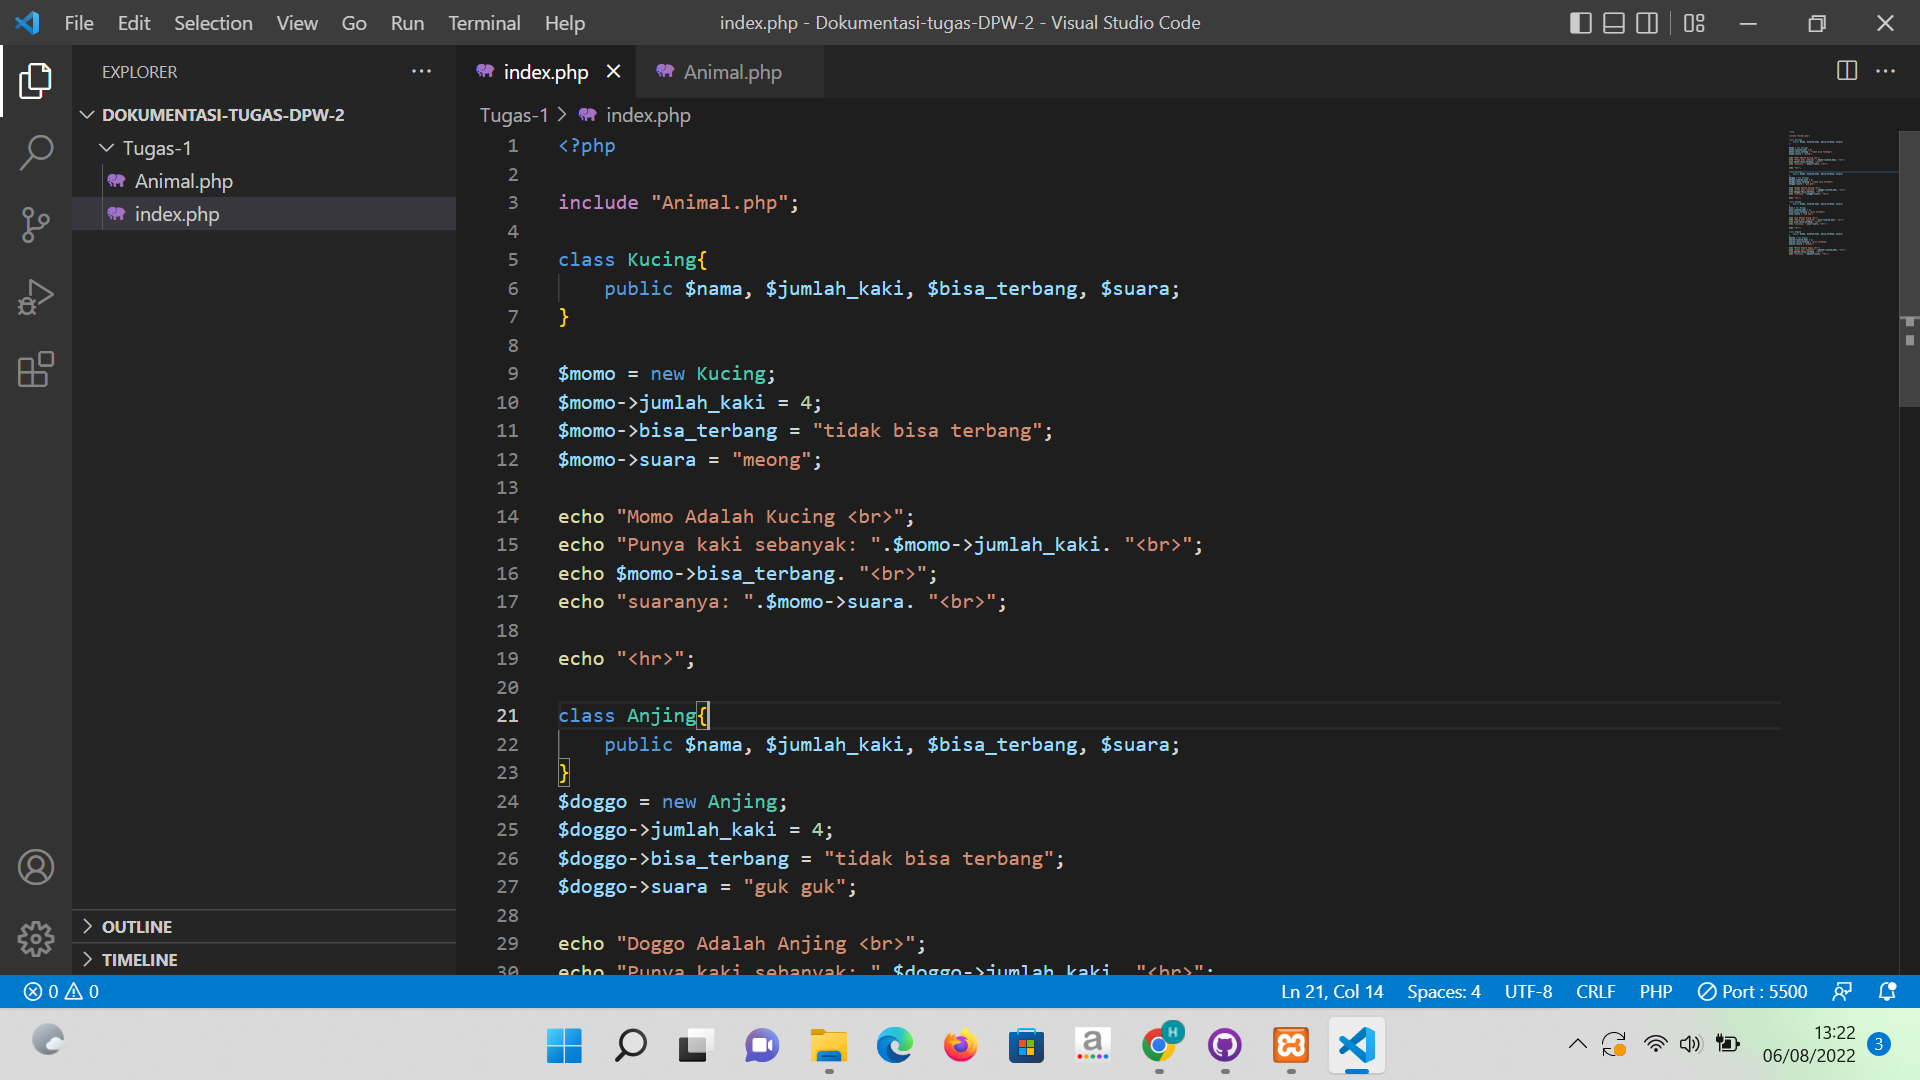 File Edit Selection View Go Run Terminal Help
index.php - Dokumentasi-tugas-DPW-2 - Visual Studio Code
EXPLORER
DOKUMENTASI-TUGAS-DPW-2
Tugas-1
Animal.php
index.php
OUTLINE
TIMELINE
index.php
Animal.php
Tugas-1 > index.php
1 <?php
2
3 include "Animal.php";
4
5 class Kucing{
6     public $nama, $jumlah_kaki, $bisa_terbang, $suara;
7 }
8
9 $momo = new Kucing;
10 $momo->jumlah_kaki = 4;
11 $momo->bisa_terbang = "tidak bisa terbang";
12 $momo->suara = "meong";
13
14 echo "Momo Adalah Kucing <br>";
15 echo "Punya kaki sebanyak: ".$momo->jumlah_kaki. "<br>";
16 echo $momo->bisa_terbang. "<br>";
17 echo "suaranya: ".$momo->suara. "<br>";
18
19 echo "<hr>";
20
21 class Anjing{
22     public $nama, $jumlah_kaki, $bisa_terbang, $suara;
23 }
24 $doggo = new Anjing;
25 $doggo->jumlah_kaki = 4;
26 $doggo->bisa_terbang = "tidak bisa terbang";
27 $doggo->suara = "guk guk";
28
29 echo "Doggo Adalah Anjing <br>";
30 echo "Punya kaki sebanyak: ".$doggo->jumlah_kaki. "<br>";
0 0
Ln 21, Col 14 Spaces: 4 UTF-8 CRLF PHP Port : 5500
a
H
13:22
06/08/2022
3